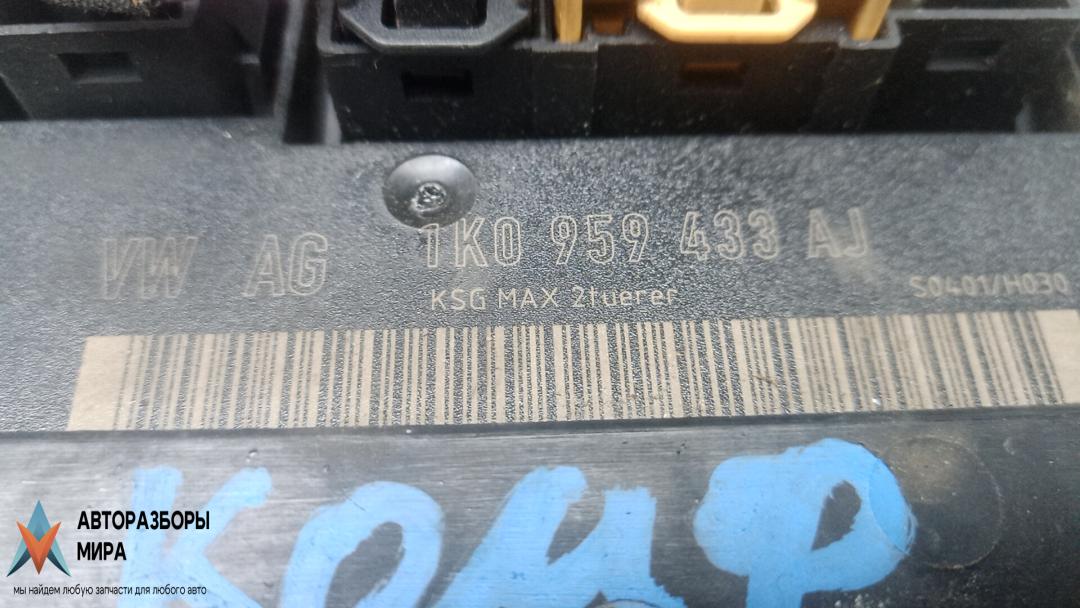 VW AG 1K0 959 433 AJ
KSG MAX 2tuerer S0401/H030
комф
АВТОРАЗБОРЫ
МИРА
мы найдем любую запчасти для любого авто